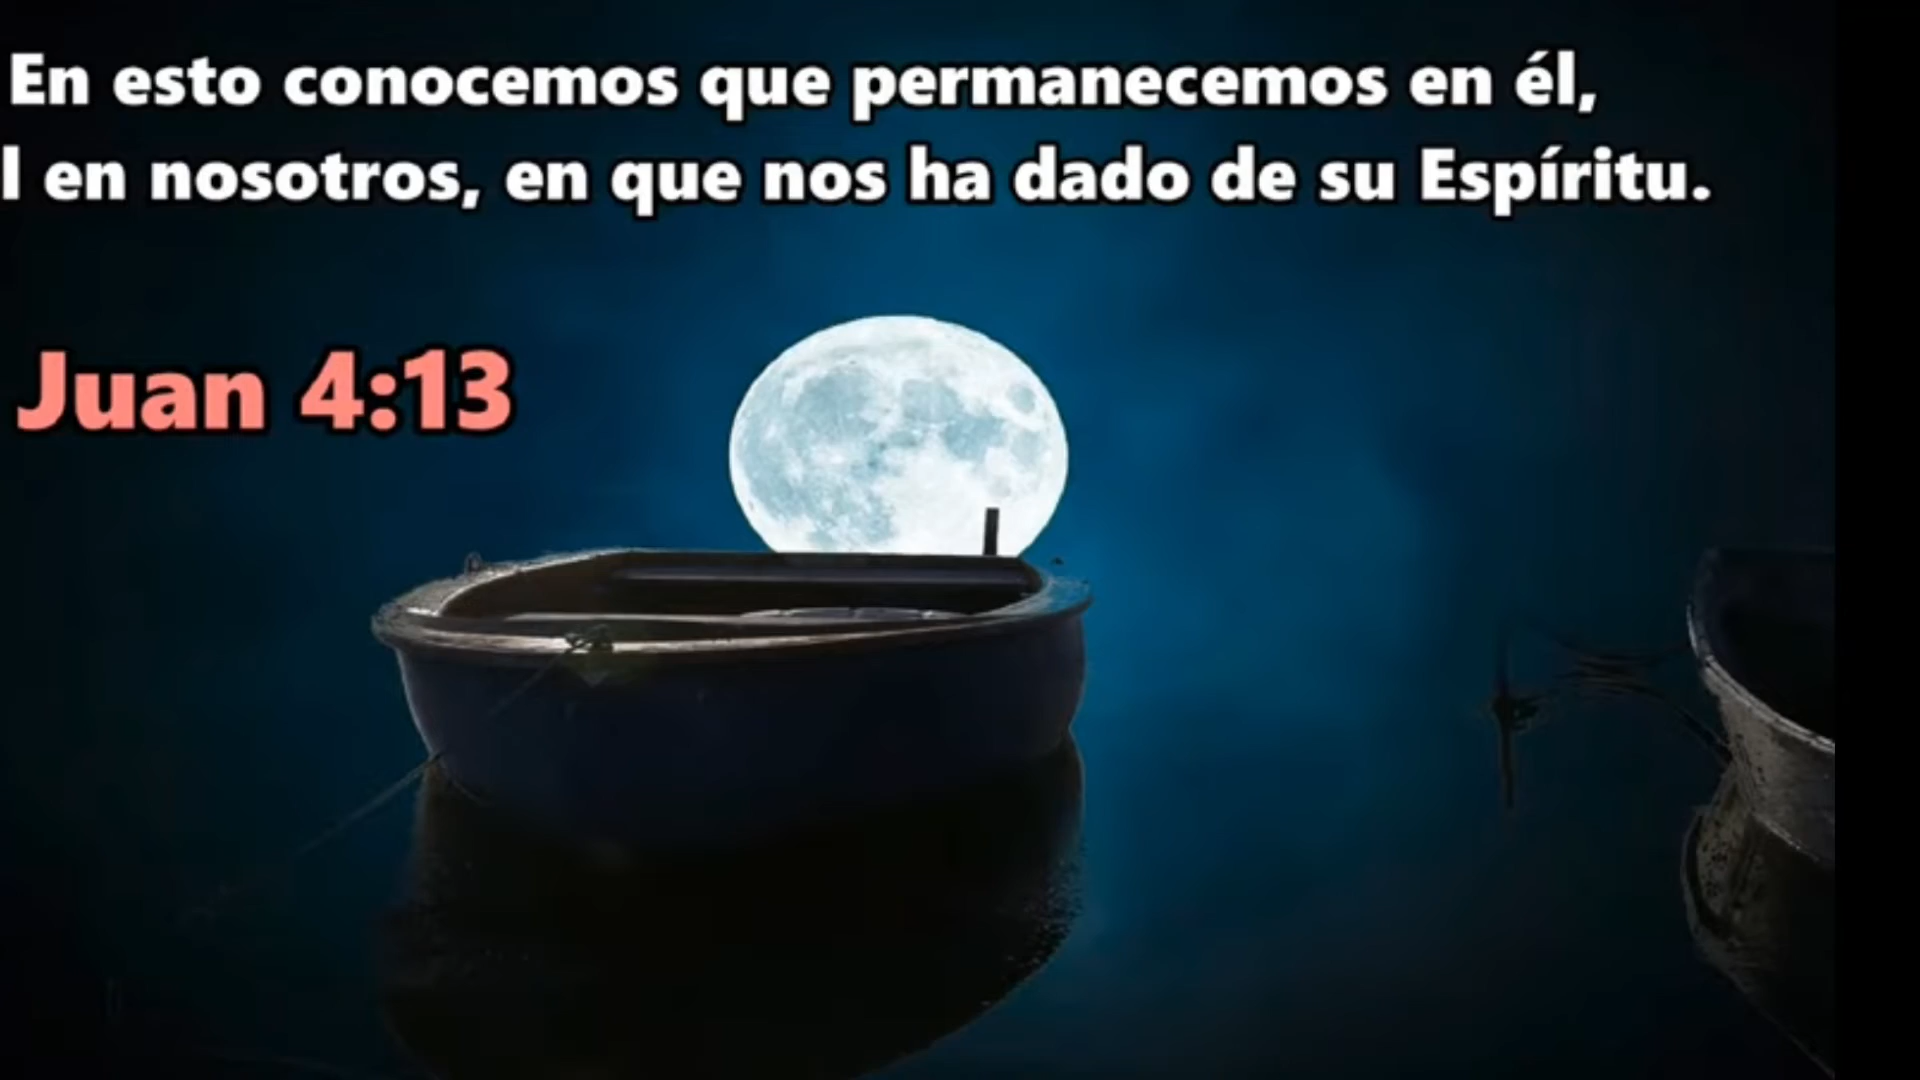 En esto conocemos que permanecemos en él,
l en nosotros, en que nos ha dado de su Espíritu.
Juan 4:13